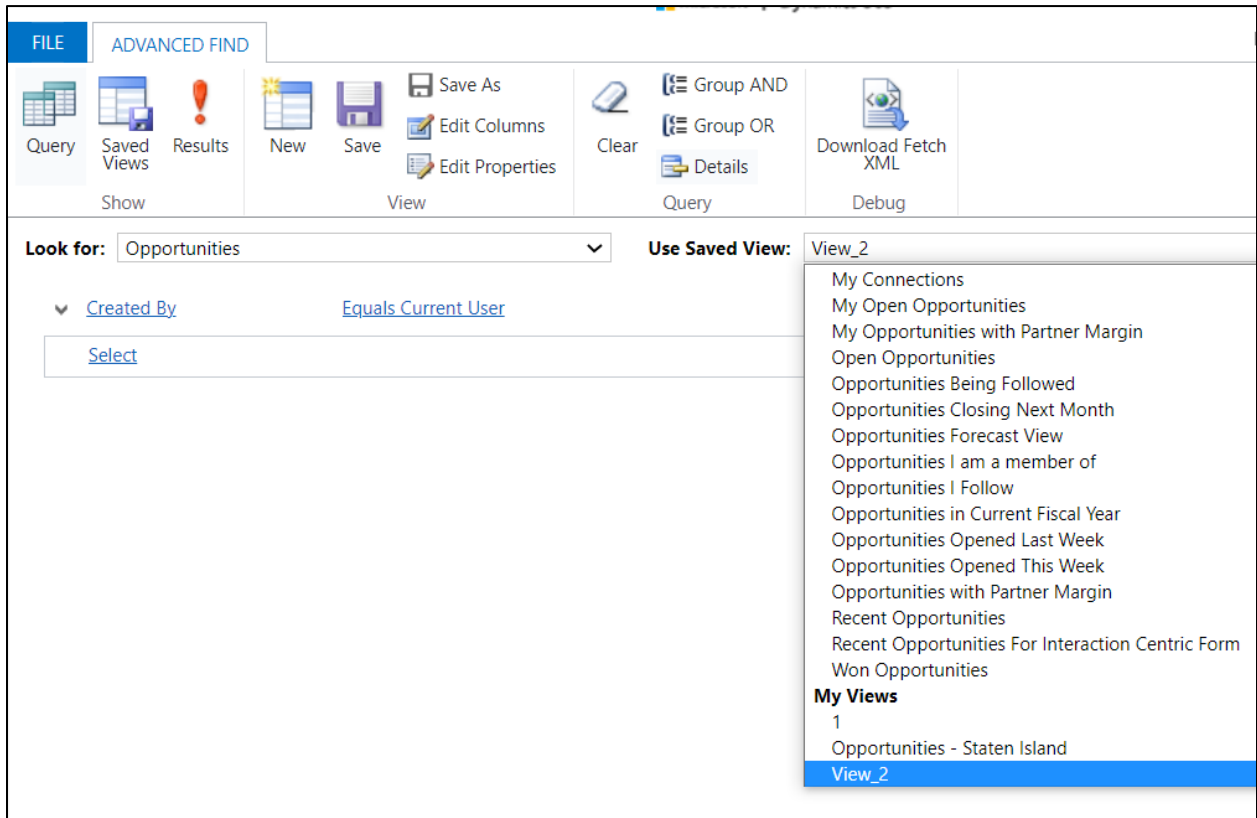 FILE
ADVANCED FIND
Query
Saved Views
Results
Show
New
Save
Save As
Edit Columns
Edit Properties
View
Clear
Group AND
Group OR
Details
Query
Download Fetch XML
Debug
Look for:
Opportunities
Use Saved View:
View_2
Created By
Equals Current User
Select
My Connections
My Open Opportunities
My Opportunities with Partner Margin
Open Opportunities
Opportunities Being Followed
Opportunities Closing Next Month
Opportunities Forecast View
Opportunities I am a member of
Opportunities I Follow
Opportunities in Current Fiscal Year
Opportunities Opened Last Week
Opportunities Opened This Week
Opportunities with Partner Margin
Recent Opportunities
Recent Opportunities For Interaction Centric Form
Won Opportunities
My Views
1
Opportunities - Staten Island
View_2